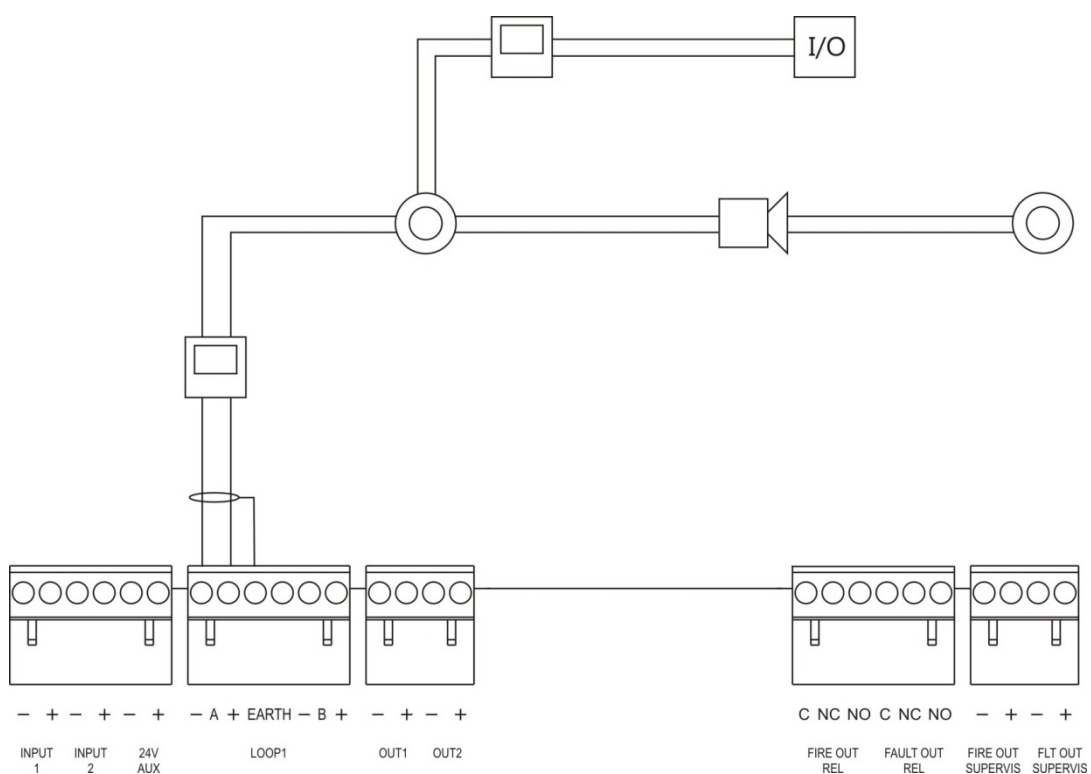 I/O
− + − + − + − A + EARTH − B + − + − + C NC NO C NC NO − + − +
INPUT INPUT 24V LOOP1 OUT1 OUT2 FIRE OUT FAULT OUT FIRE OUT FLT OUT
1 2 AUX REL REL SUPERVIS SUPERVIS